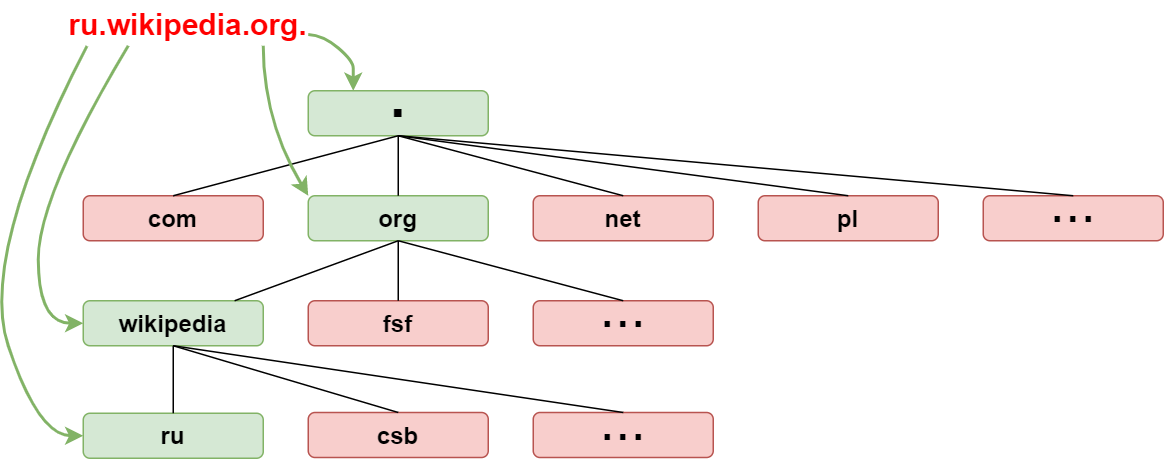 ru.wikipedia.org.
.
com org net pl ...
wikipedia fsf ...
ru csb ...